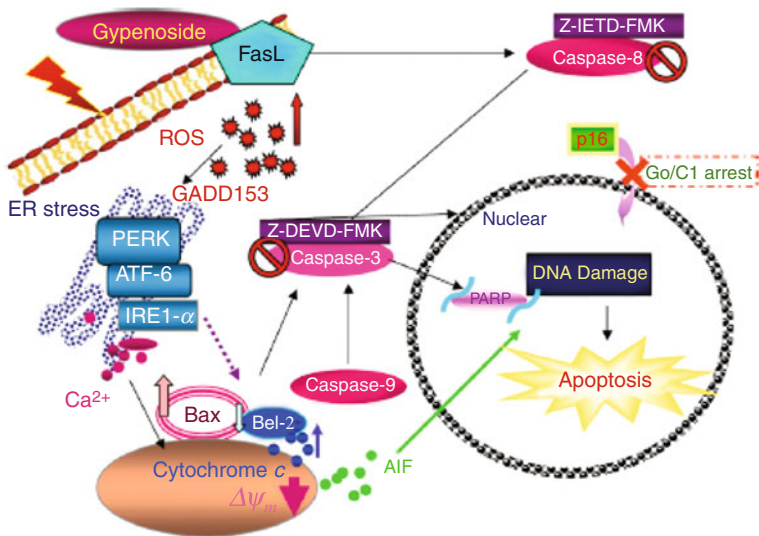 Gypenoside
FasL
Z-IETD-FMK
Caspase-8
ROS
p16
Go/C1 arrest
GADD153
ER stress
Nuclear
Z-DEVD-FMK
Caspase-3
PERK
ATF-6
IRE1-α
DNA Damage
PARP
Ca²⁺
Caspase-9
Apoptosis
Bax
Bel-2
Cytochrome c
AIF
Δψₘ